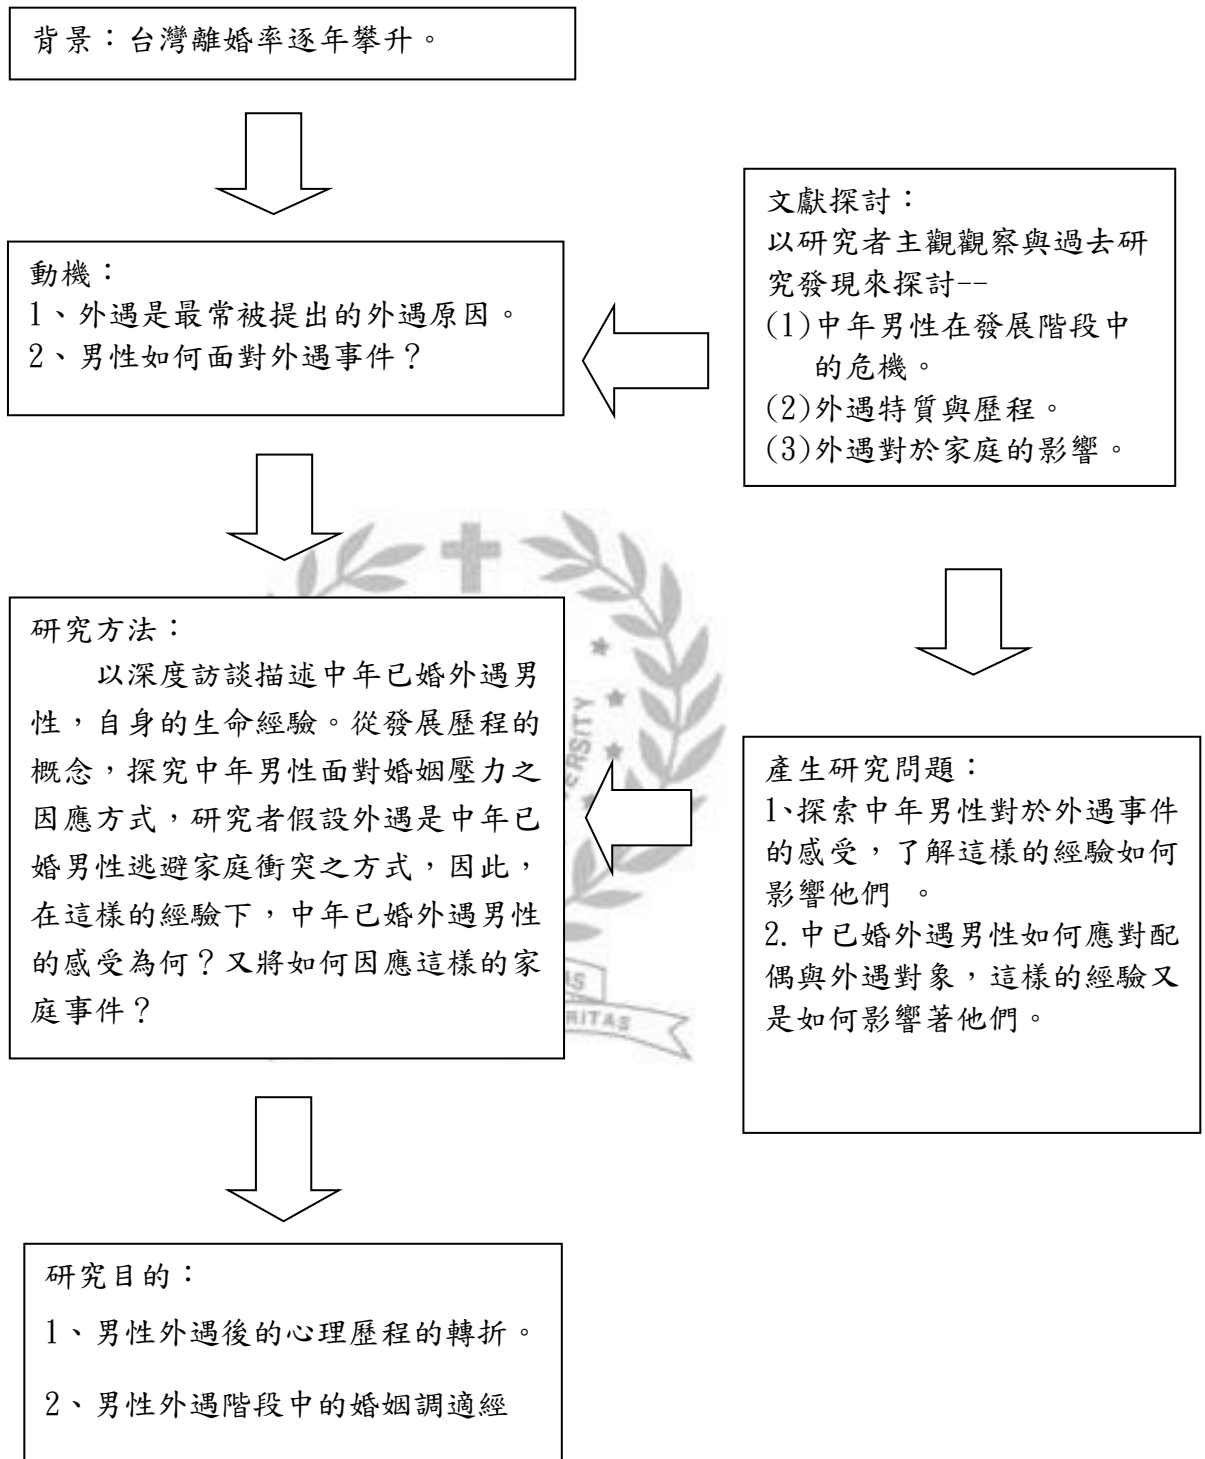 背景：台灣離婚率逐年攀升。
動機：
1、外遇是最常被提出的外遇原因。
2、男性如何面對外遇事件？
文獻探討：
以研究者主觀觀察與過去研
究發現來探討--
(1)中年男性在發展階段中
的危機。
(2)外遇特質與歷程。
(3)外遇對於家庭的影響。
研究方法：
以深度訪談描述中年已婚外遇男
性，自身的生命經驗。從發展歷程的
概念，探究中年男性面對婚姻壓力之
因應方式，研究者假設外遇是中年已
婚男性逃避家庭衝突之方式，因此，
在這樣的經驗下，中年已婚外遇男性
的感受為何？又將如何因應這樣的家
庭事件？
產生研究問題：
1、探索中年男性對於外遇事件
的感受，了解這樣的經驗如何
影響他們 。
2. 中已婚外遇男性如何應對配
偶與外遇對象，這樣的經驗又
是如何影響著他們。
研究目的：
1、男性外遇後的心理歷程的轉折。
2、男性外遇階段中的婚姻調適經